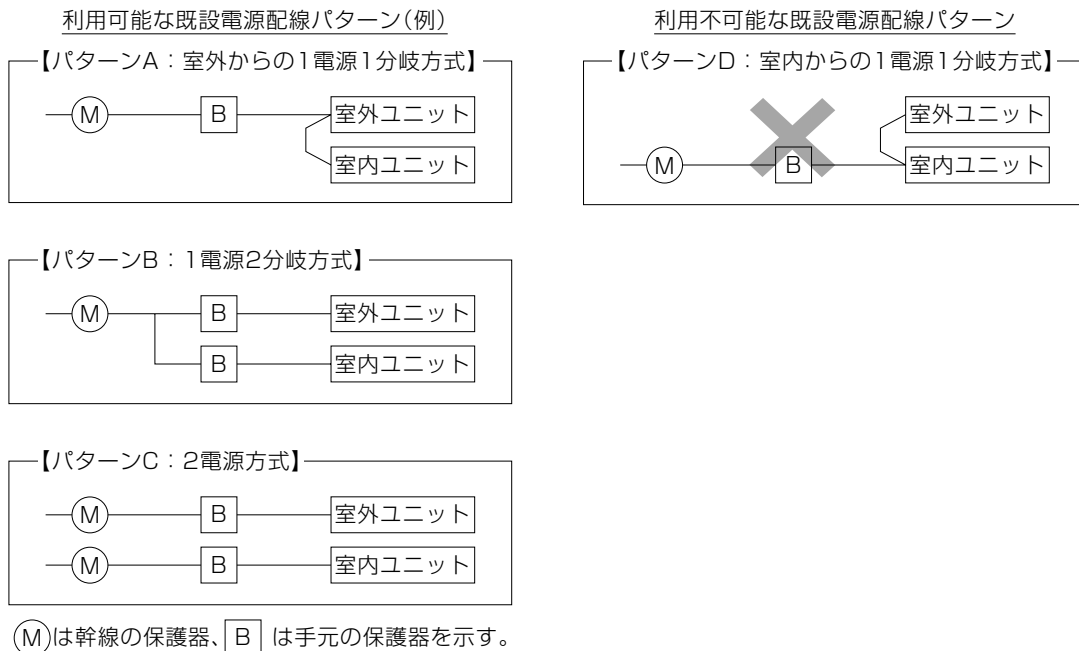 利用可能な既設電源配線パターン(例)
【パターンA:室外からの1電源1分岐方式】
M B 室外ユニット
室内ユニット
【パターンB:1電源2分岐方式】
M B 室外ユニット
B 室内ユニット
【パターンC:2電源方式】
M B 室外ユニット
M B 室内ユニット
Mは幹線の保護器、B は手元の保護器を示す。
利用不可能な既設電源配線パターン
【パターンD:室内からの1電源1分岐方式】
室外ユニット
M B 室内ユニット